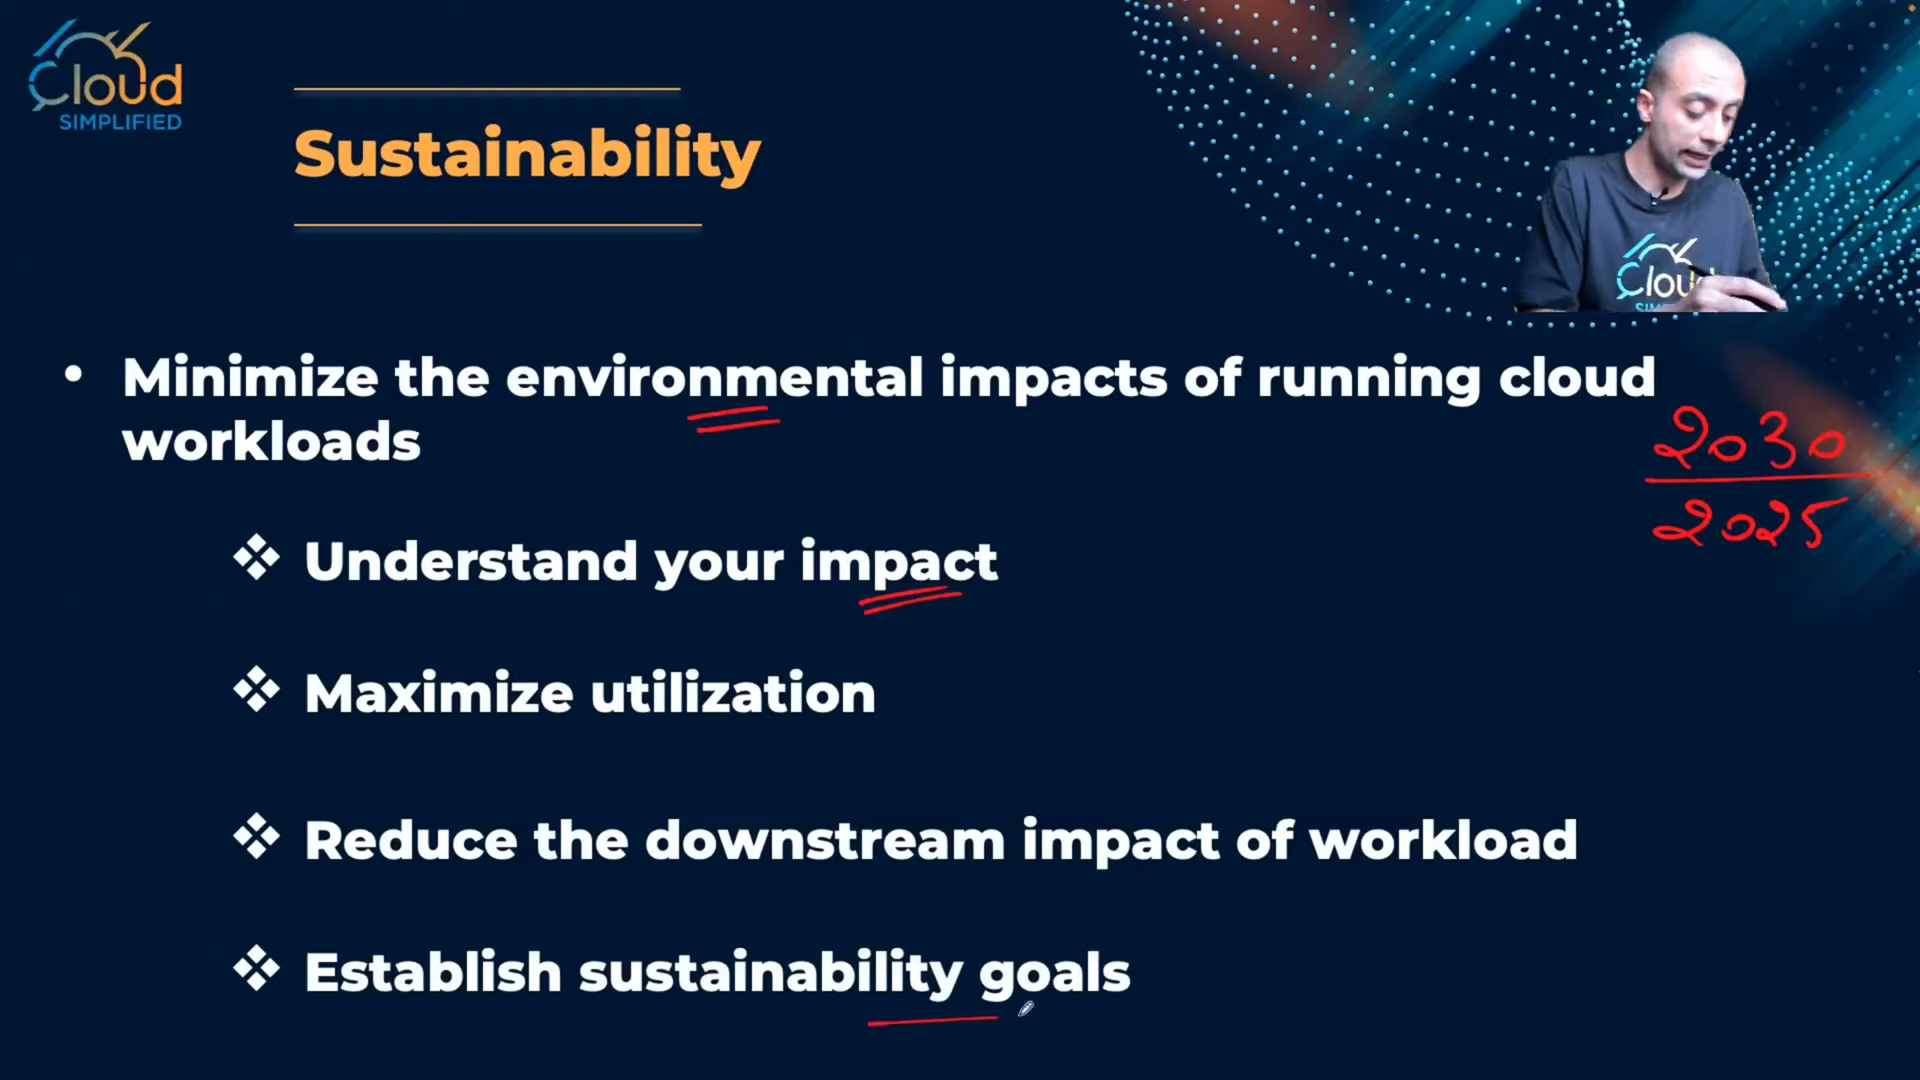 Cloud
SIMPLIFIED
Sustainability
• Minimize the environmental impacts of running cloud
workloads
2030
2025
❖ Understand your impact
❖ Maximize utilization
❖ Reduce the downstream impact of workload
❖ Establish sustainability goals